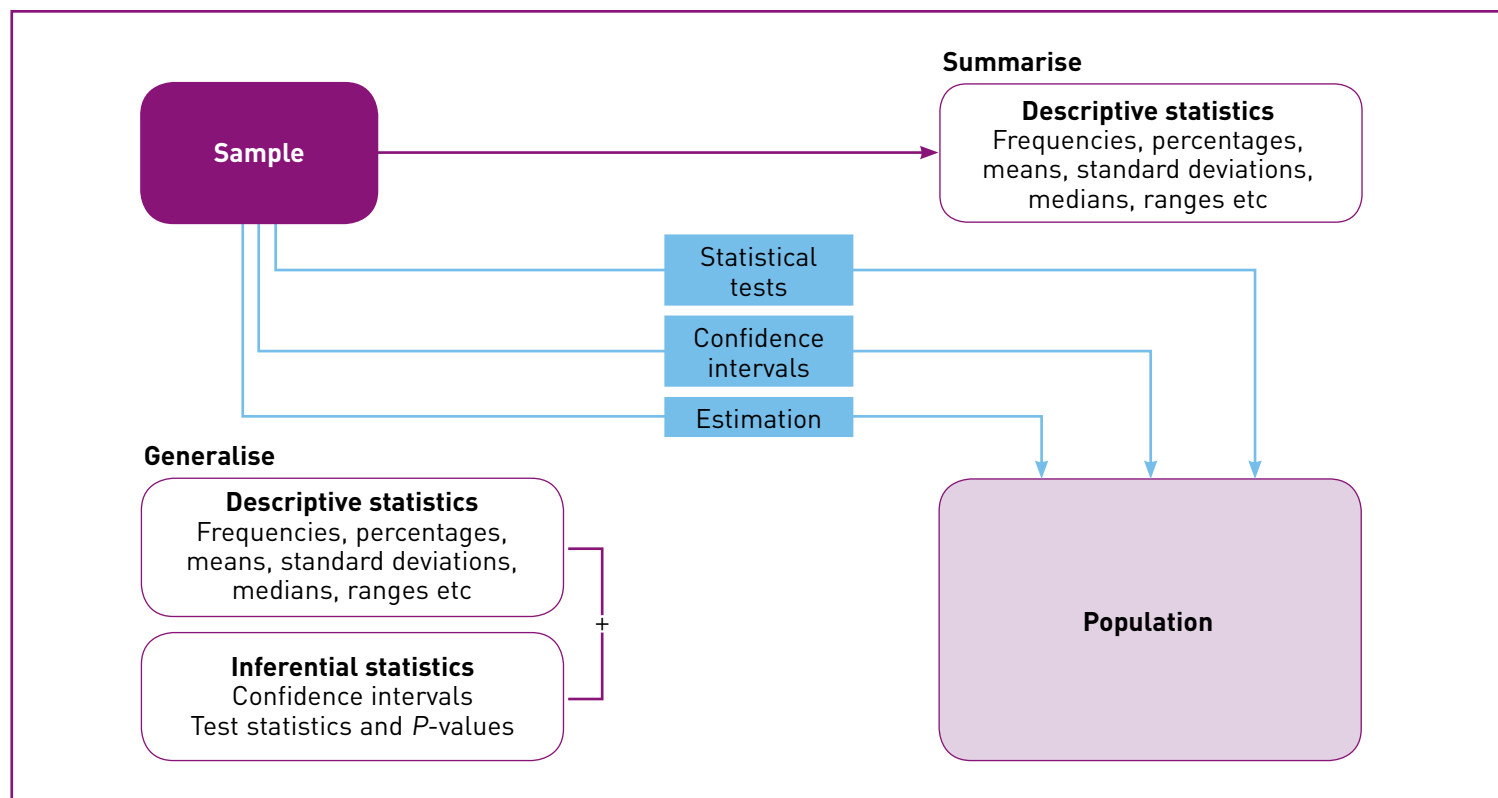 Summarise
Sample
Descriptive statistics
Frequencies, percentages,
means, standard deviations,
medians, ranges etc
Statistical
tests
Confidence
intervals
Estimation
Generalise
Descriptive statistics
Frequencies, percentages,
means, standard deviations,
medians, ranges etc
+
Inferential statistics
Confidence intervals
Test statistics and P-values
Population